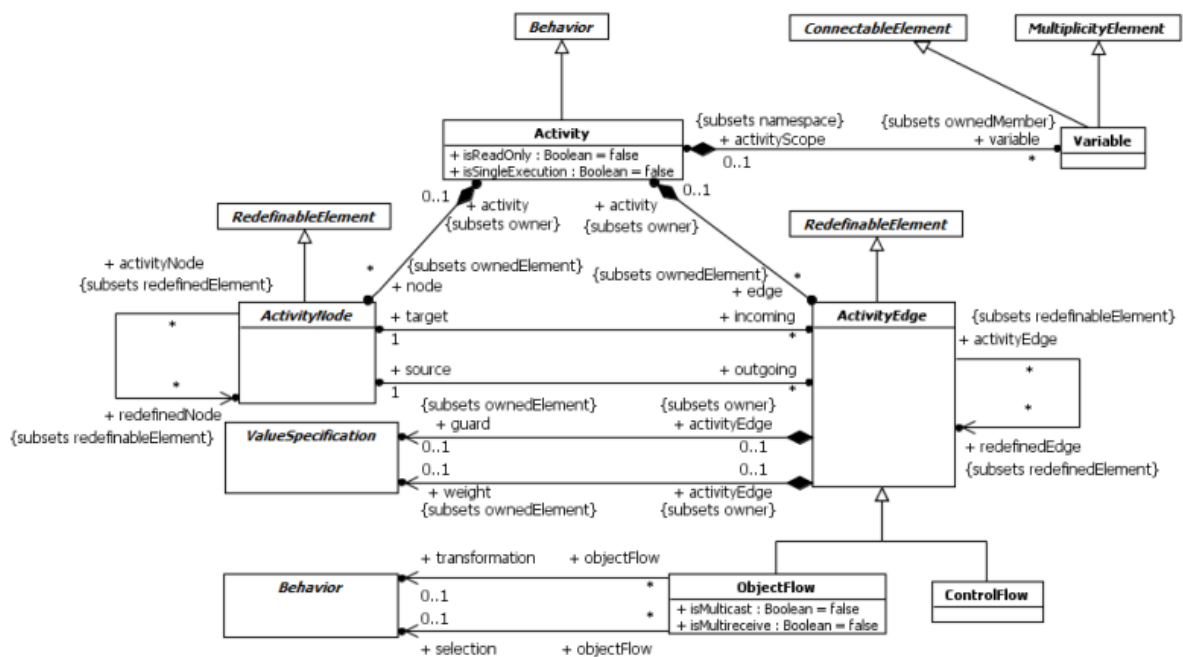 Behavior
ConnectableElement
MultiplicityElement
{subsets namespace}
{subsets ownedMember}
Activity
+ activityScope
+ variable
Variable
+ isReadOnly : Boolean = false
+ isSingleExecution : Boolean = false
0..1
*
0..1
0..1
+ activity
+ activity
{subsets owner}
{subsets owner}
RedefinableElement
RedefinableElement
+ activityNode
{subsets redefinedElement}
*
{subsets ownedElement}
{subsets ownedElement}
*
+ node
+ edge
ActivityNode
+ target
+ incoming
ActivityEdge
{subsets redefinableElement}
+ activityEdge
*
1
*
+ source
+ outgoing
*
*
1
*
*
+ redefinedNode
{subsets redefinableElement}
{subsets ownedElement}
{subsets owner}
ValueSpecification
+ guard
+ activityEdge
+ redefinedEdge
{subsets redefinedElement}
0..1
0..1
0..1
0..1
+ weight
+ activityEdge
{subsets ownedElement}
{subsets owner}
+ transformation
+ objectFlow
Behavior
*
ObjectFlow
ControlFlow
0..1
+ isMulticast : Boolean = false
0..1
*
+ isMultireceive : Boolean = false
+ selection
+ objectFlow